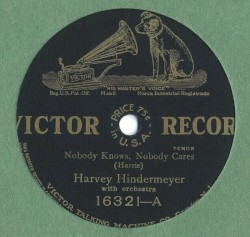 "HIS MASTER'S VOICE"
Reg. U.S. Pat. Off.
Marca Industrial Registrada
VICTOR RECOR
PRICE 75¢
in U.S.A.
TENOR
Nobody Knows, Nobody Cares
(Harris)
Harvey Hindermeyer
with orchestra
16321-A
VICTOR TALKING MACHINE CO.